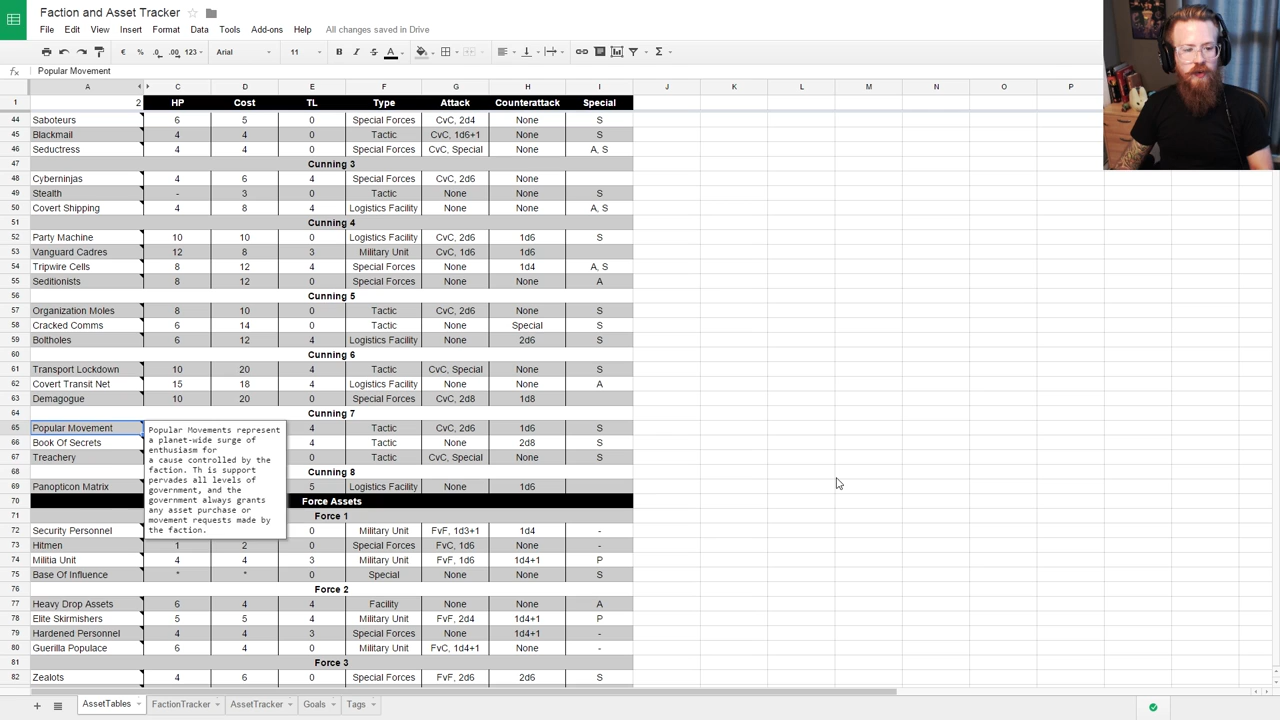 Faction and Asset Tracker
File Edit View Insert Format Data Tools Add-ons Help All changes saved in Drive
€ % .0 .00 123 Arial 11 B I S A Σ
fx Popular Movement
A C D E F G H I J K L M N O P
1 2 HP Cost TL Type Attack Counterattack Special
44 Saboteurs 6 5 0 Special Forces CvC, 2d4 None S
45 Blackmail 4 4 0 Tactic CvC, 1d6+1 None S
46 Seductress 4 4 0 Special Forces CvC, Special None A, S
47 Cunning 3
48 Cyberninjas 4 6 4 Special Forces CvC, 2d6 None
49 Stealth - 3 0 Tactic None None S
50 Covert Shipping 4 8 4 Logistics Facility None None A, S
51 Cunning 4
52 Party Machine 10 10 0 Logistics Facility CvC, 2d6 1d6 S
53 Vanguard Cadres 12 8 3 Military Unit CvC, 1d6 1d6
54 Tripwire Cells 8 12 4 Special Forces None 1d4 A, S
55 Seditionists 8 12 0 Special Forces None None A
56 Cunning 5
57 Organization Moles 8 10 0 Tactic CvC, 2d6 None S
58 Cracked Comms 6 14 0 Tactic None Special S
59 Boltholes 6 12 4 Logistics Facility None 2d6 S
60 Cunning 6
61 Transport Lockdown 10 20 4 Tactic CvC, Special None S
62 Covert Transit Net 15 18 4 Logistics Facility None None A
63 Demagogue 10 20 0 Special Forces CvC, 2d8 1d8
64 Cunning 7
65 Popular Movement 4 Tactic CvC, 2d6 1d6 S
66 Book Of Secrets 4 Tactic None 2d8 S
67 Treachery 0 Tactic CvC, Special None S
68 Cunning 8
69 Panopticon Matrix 5 Logistics Facility None 1d6
Popular Movements represent
a planet-wide surge of
enthusiasm for
a cause controlled by the
faction. Th is support
pervades all levels of
government, and the
government always grants
any asset purchase or
movement requests made by
the faction.
70 Force Assets
71 Force 1
72 Security Personnel 0 Military Unit FvF, 1d3+1 1d4 -
73 Hitmen 1 2 0 Special Forces FvC, 1d6 None -
74 Militia Unit 4 4 3 Military Unit FvF, 1d6 1d4+1 P
75 Base Of Influence * * 0 Special None None S
76 Force 2
77 Heavy Drop Assets 6 4 4 Facility None None A
78 Elite Skirmishers 5 5 4 Military Unit FvF, 2d4 1d4+1 P
79 Hardened Personnel 4 4 3 Special Forces None 1d4+1 -
80 Guerilla Populace 6 4 0 Military Unit FvC, 1d4+1 None -
81 Force 3
82 Zealots 4 6 0 Special Forces FvF, 2d6 2d6 S
AssetTables FactionTracker AssetTracker Goals Tags